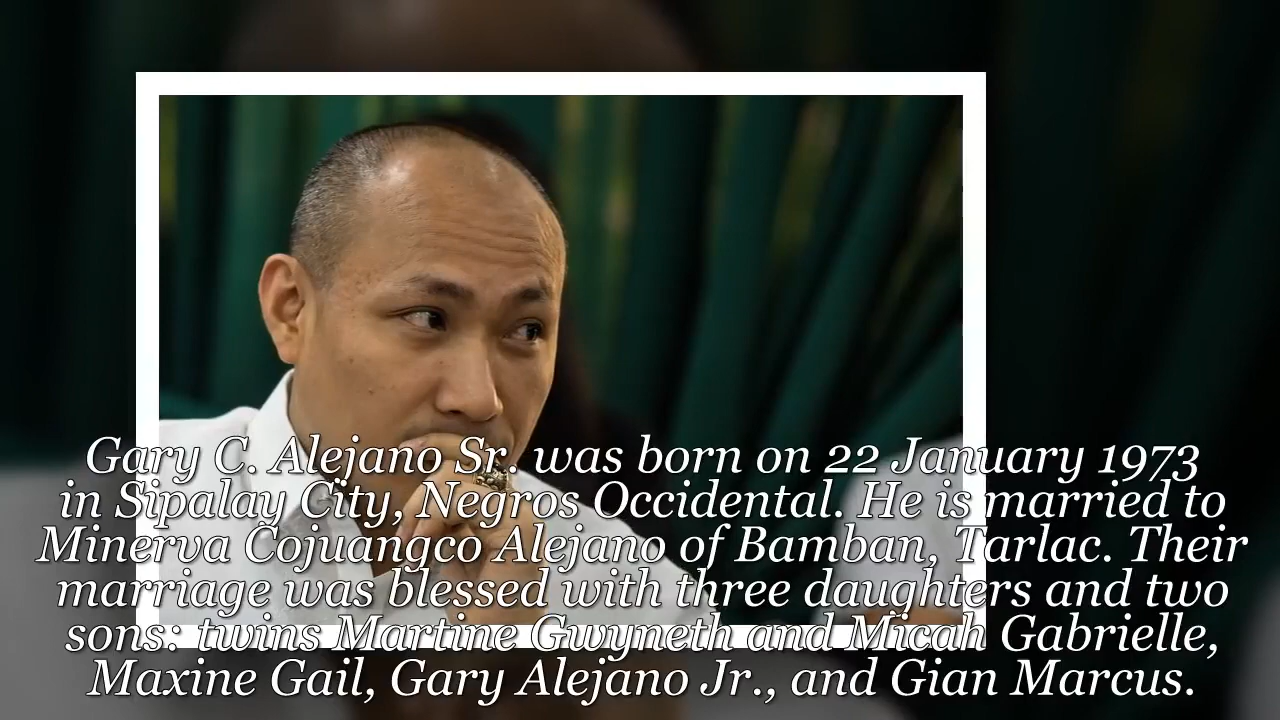 Gary C. Alejano Sr. was born on 22 January 1973
in Sipalay City, Negros Occidental. He is married to
Minerva Cojuangco Alejano of Bamban, Tarlac. Their
marriage was blessed with three daughters and two
sons: twins Martine Gwyneth and Micah Gabrielle,
Maxine Gail, Gary Alejano Jr., and Gian Marcus.